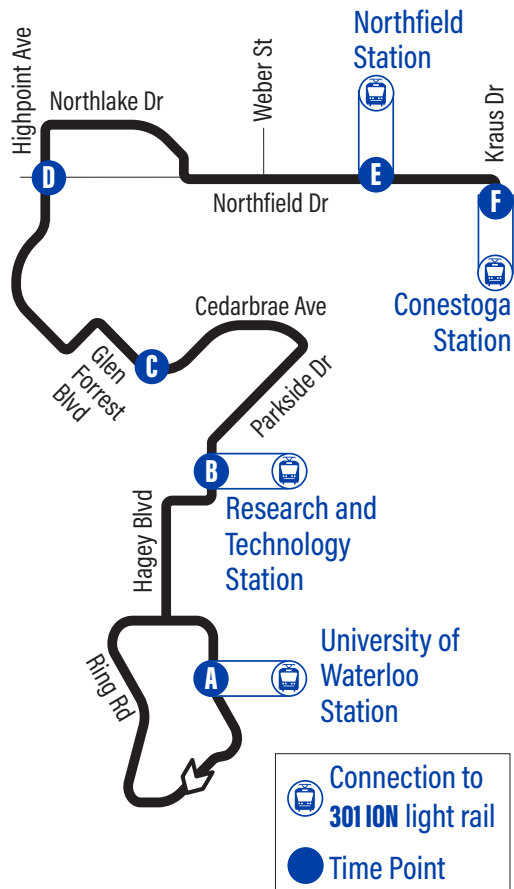 Northfield
Station
Highpoint Ave
Northlake Dr
Weber St
Kraus Dr
D
E
F
Northfield Dr
Conestoga
Station
Cedarbrae Ave
C
Glen
Forrest
Blvd
Parkside Dr
B
Research and
Technology
Station
Hagey Blvd
University of
Waterloo
Station
A
Ring Rd
Connection to
301 ION light rail
Time Point